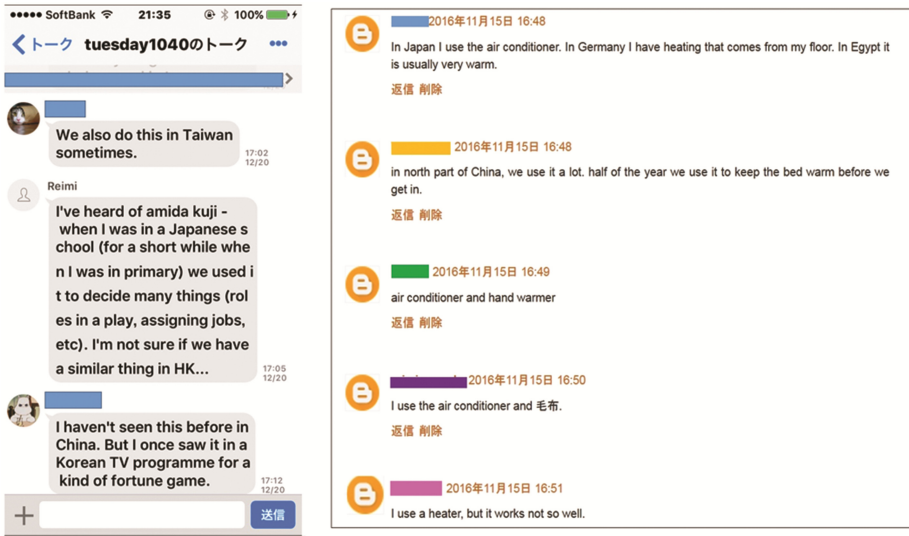 SoftBank 21:35 100%
トーク tuesday1040のトーク
We also do this in Taiwan
sometimes.
17:02
12/20
Reimi
I've heard of amida kuji -
when I was in a Japanese s
chool (for a short while whe
n I was in primary) we used i
t to decide many things (rol
es in a play, assigning jobs,
etc). I'm not sure if we have
a similar thing in HK...
17:05
12/20
I haven't seen this before in
China. But I once saw it in a
Korean TV programme for a
kind of fortune game.
17:12
12/20
送信
2016年11月15日 16:48
In Japan I use the air conditioner. In Germany I have heating that comes from my floor. In Egypt it
is usually very warm.
返信 削除
2016年11月15日 16:48
in north part of China, we use it a lot. half of the year we use it to keep the bed warm before we
get in.
返信 削除
2016年11月15日 16:49
air conditioner and hand warmer
返信 削除
2016年11月15日 16:50
I use the air conditioner and 毛布.
返信 削除
2016年11月15日 16:51
I use a heater, but it works not so well.